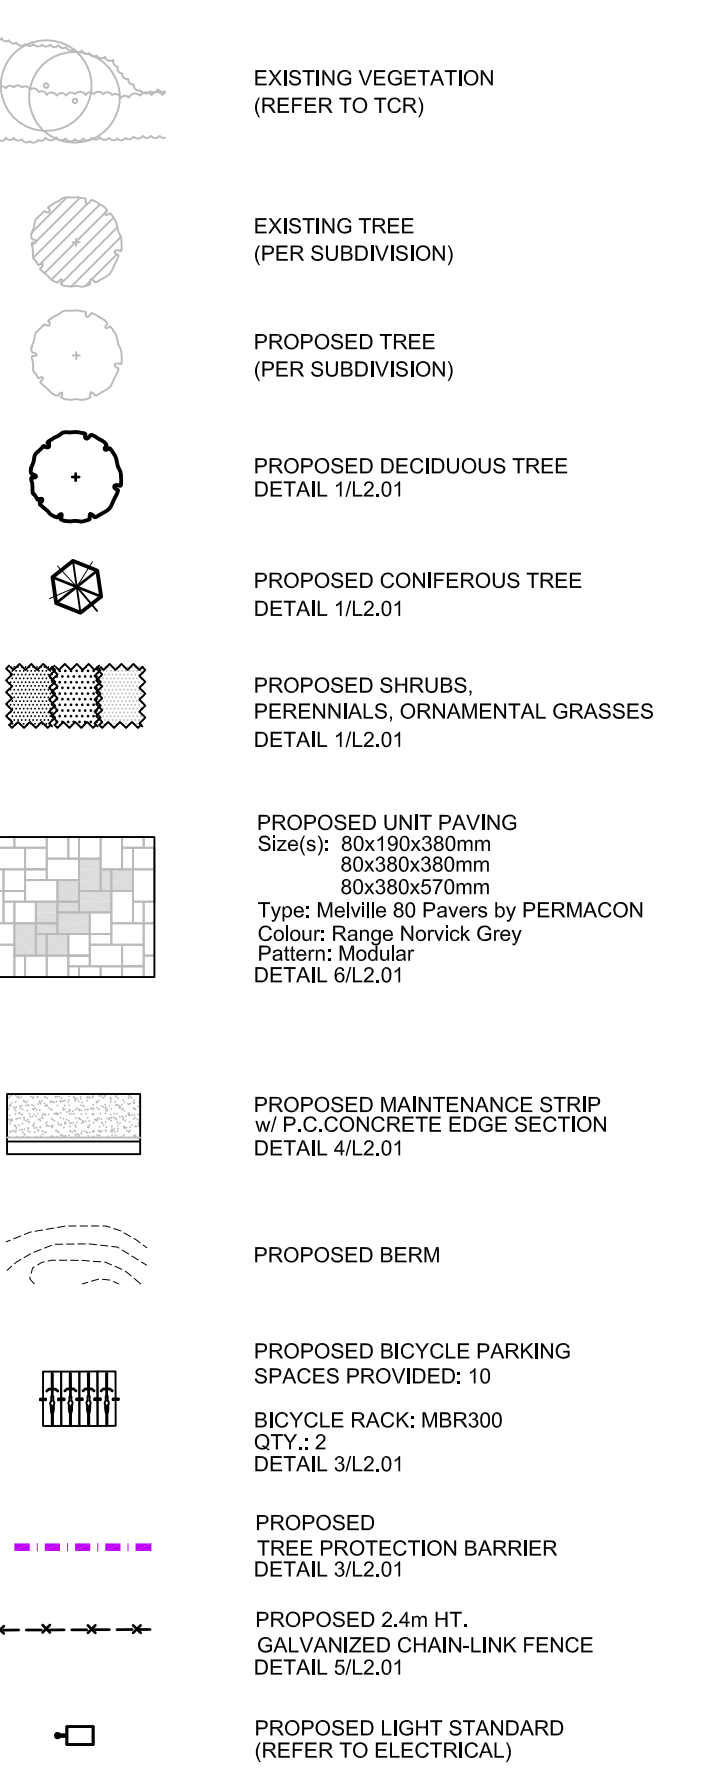 EXISTING VEGETATION
(REFER TO TCR)
EXISTING TREE
(PER SUBDIVISION)
PROPOSED TREE
(PER SUBDIVISION)
PROPOSED DECIDUOUS TREE
DETAIL 1/L2.01
PROPOSED CONIFEROUS TREE
DETAIL 1/L2.01
PROPOSED SHRUBS,
PERENNIALS, ORNAMENTAL GRASSES
DETAIL 1/L2.01
PROPOSED UNIT PAVING
Size(s): 80x190x380mm
80x380x380mm
80x380x570mm
Type: Melville 80 Pavers by PERMACON
Colour: Range Norvick Grey
Pattern: Modular
DETAIL 6/L2.01
PROPOSED MAINTENANCE STRIP
w/ P.C.CONCRETE EDGE SECTION
DETAIL 4/L2.01
PROPOSED BERM
PROPOSED BICYCLE PARKING
SPACES PROVIDED: 10
BICYCLE RACK: MBR300
QTY.: 2
DETAIL 3/L2.01
PROPOSED
TREE PROTECTION BARRIER
DETAIL 3/L2.01
PROPOSED 2.4m HT.
GALVANIZED CHAIN-LINK FENCE
DETAIL 5/L2.01
PROPOSED LIGHT STANDARD
(REFER TO ELECTRICAL)